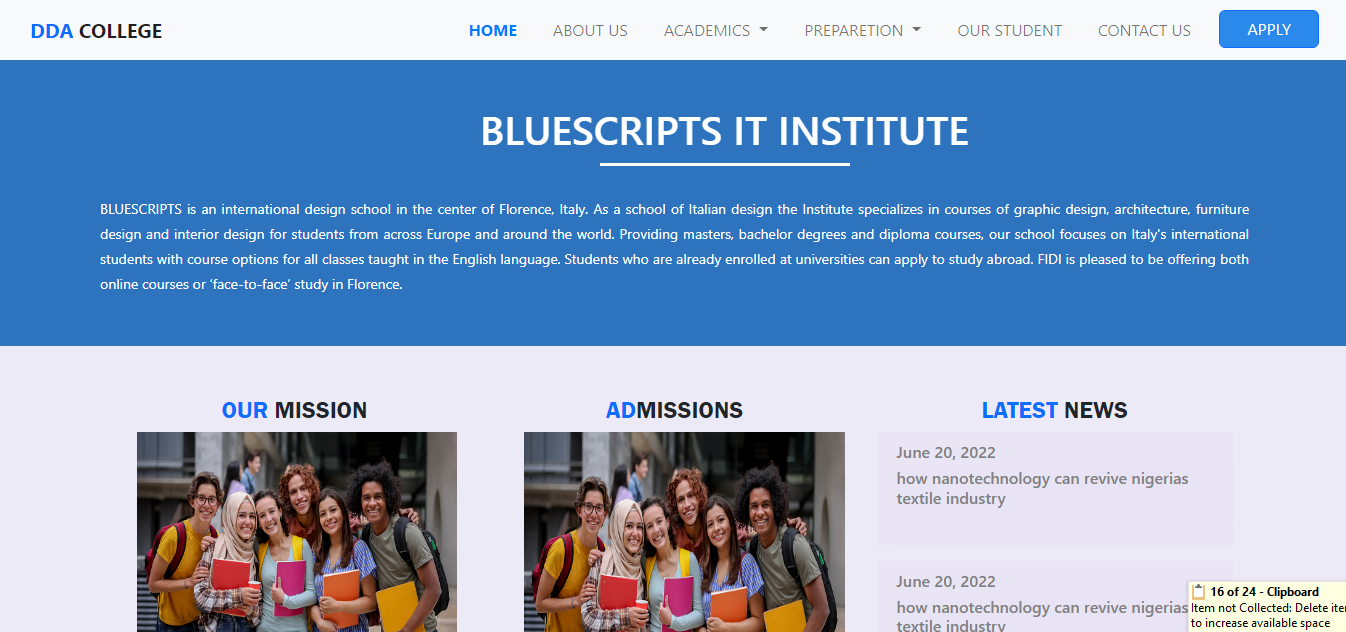 DDA COLLEGE
HOME ABOUT US ACADEMICS PREPARETION OUR STUDENT CONTACT US APPLY
BLUESCRIPTS IT INSTITUTE
BLUESCRIPTS is an international design school in the center of Florence, Italy. As a school of Italian design the Institute specializes in courses of graphic design, architecture, furniture
design and interior design for students from across Europe and around the world. Providing masters, bachelor degrees and diploma courses, our school focuses on Italy's international
students with course options for all classes taught in the English language. Students who are already enrolled at universities can apply to study abroad. FIDI is pleased to be offering both
online courses or ‘face-to-face’ study in Florence.
OUR MISSION
ADMISSIONS
LATEST NEWS
June 20, 2022
how nanotechnology can revive nigerias
textile industry
June 20, 2022
how nanotechnology can revive nigerias
textile industry
16 of 24 - Clipboard
Item not Collected: Delete ite
to increase available space